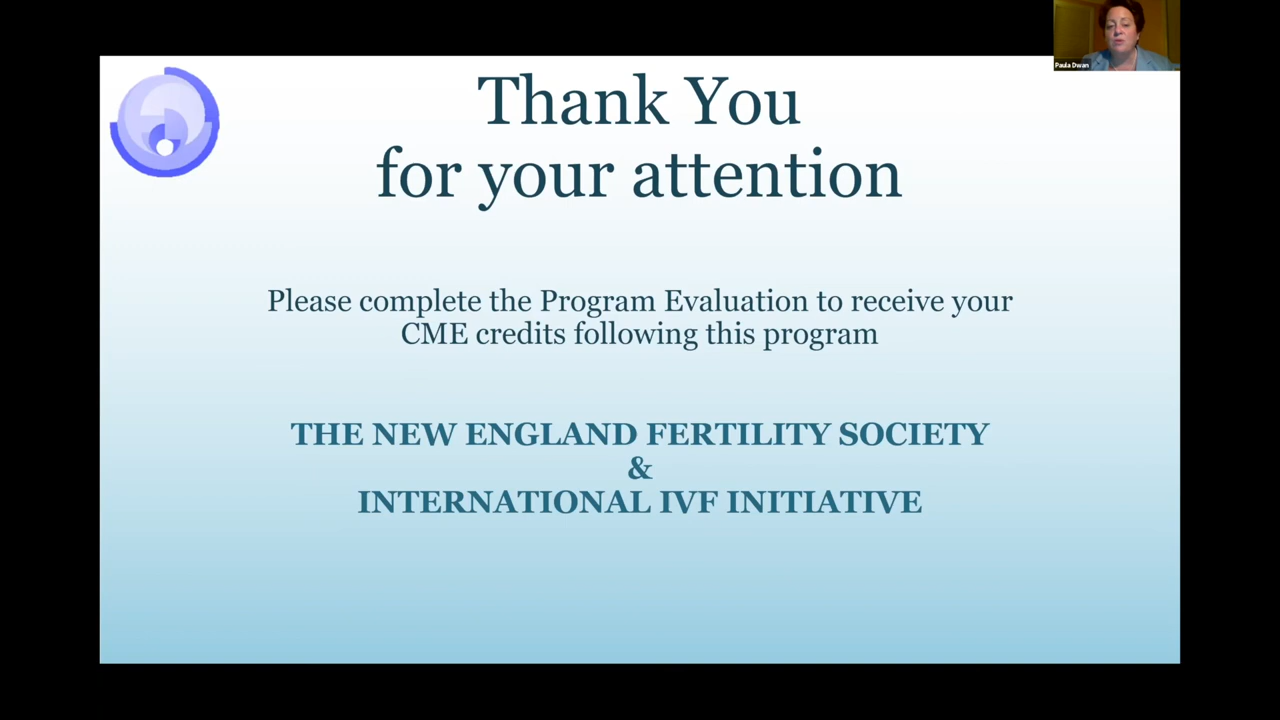 Paula Dwan
Thank You
for your attention
Please complete the Program Evaluation to receive your
CME credits following this program
THE NEW ENGLAND FERTILITY SOCIETY
&
INTERNATIONAL IVF INITIATIVE